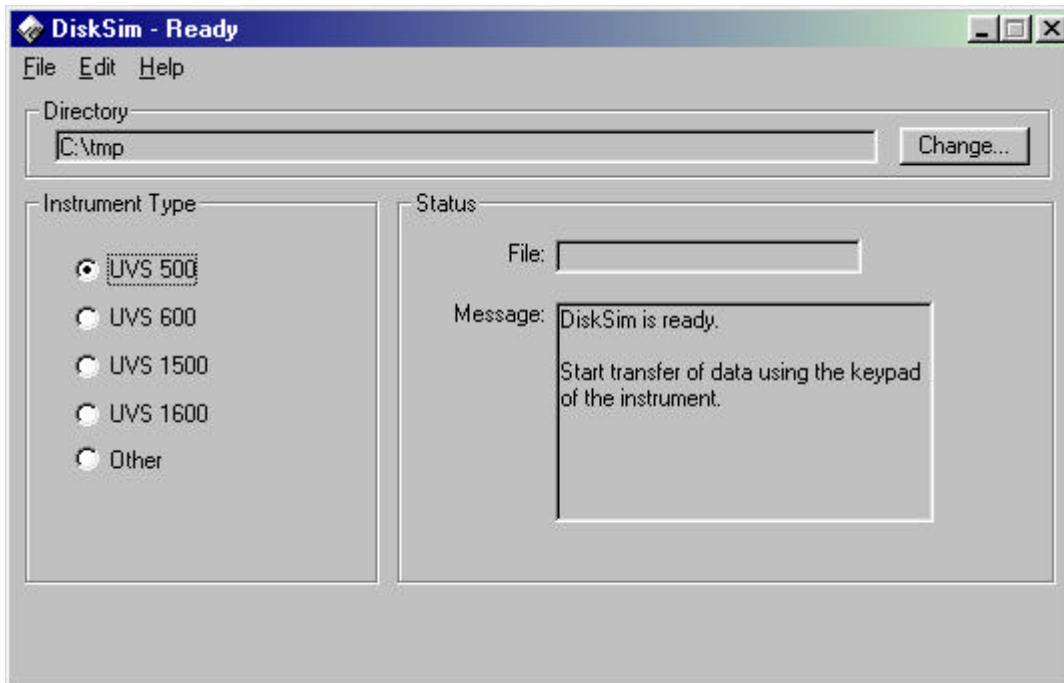 DiskSim - Ready
File Edit Help
Directory
C:\tmp
Change...
Instrument Type
UVS 500
UVS 600
UVS 1500
UVS 1600
Other
Status
File:
Message:
DiskSim is ready.
Start transfer of data using the keypad
of the instrument.